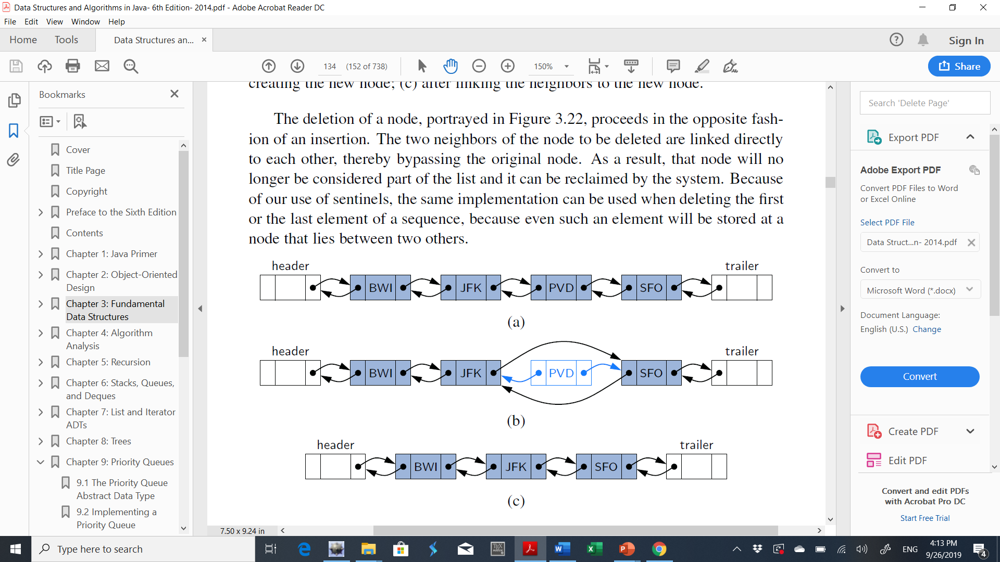 Data Structures and Algorithms in Java- 6th Edition- 2014.pdf - Adobe Acrobat Reader DC
File Edit View Window Help
Home Tools Data Structures an... Sign In
134 (152 of 738) 150% Share
Bookmarks
Cover
Title Page
Copyright
Preface to the Sixth Edition
Contents
Chapter 1: Java Primer
Chapter 2: Object-Oriented
Design
Chapter 3: Fundamental
Data Structures
Chapter 4: Algorithm
Analysis
Chapter 5: Recursion
Chapter 6: Stacks, Queues,
and Deques
Chapter 7: List and Iterator
ADTs
Chapter 8: Trees
Chapter 9: Priority Queues
9.1 The Priority Queue
Abstract Data Type
9.2 Implementing a
Priority Queue
creating the new node; (c) after linking the neighbors to the new node.
The deletion of a node, portrayed in Figure 3.22, proceeds in the opposite fash-
ion of an insertion. The two neighbors of the node to be deleted are linked directly
to each other, thereby bypassing the original node. As a result, that node will no
longer be considered part of the list and it can be reclaimed by the system. Because
of our use of sentinels, the same implementation can be used when deleting the first
or the last element of a sequence, because even such an element will be stored at a
node that lies between two others.
header trailer
BWI JFK PVD SFO
(a)
header trailer
BWI JFK PVD SFO
(b)
header trailer
BWI JFK SFO
(c)
7.50 x 9.24 in
Search 'Delete Page'
Export PDF
Adobe Export PDF
Convert PDF Files to Word
or Excel Online
Select PDF File
Data Struct...n- 2014.pdf
Convert to
Microsoft Word (*.docx)
Document Language:
English (U.S.) Change
Convert
Create PDF
Edit PDF
Convert and edit PDFs
with Acrobat Pro DC
Start Free Trial
Type here to search
ENG
4:13 PM
9/26/2019
4